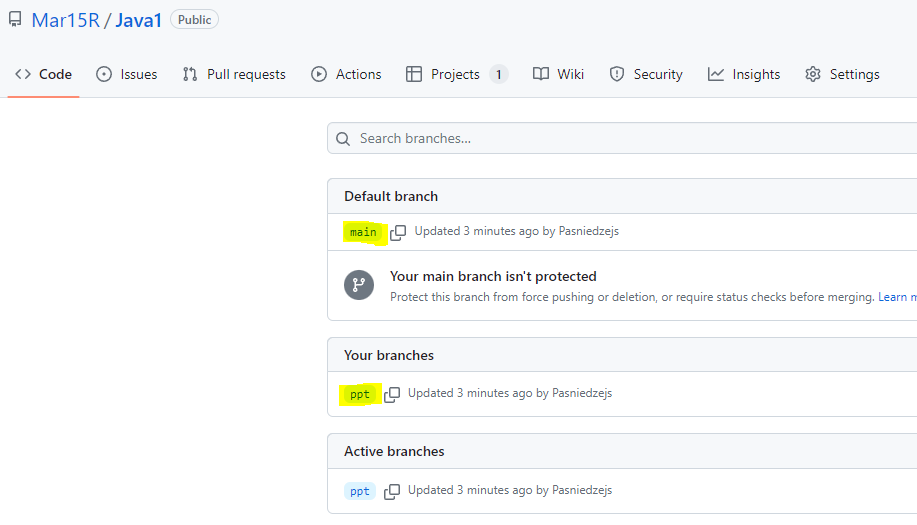 Mar15R / Java1 Public
Code Issues Pull requests Actions Projects 1 Wiki Security Insights Settings
Search branches...
Default branch
main Updated 3 minutes ago by Pasniedzejs
Your main branch isn't protected
Protect this branch from force pushing or deletion, or require status checks before merging. Learn
Your branches
ppt Updated 3 minutes ago by Pasniedzejs
Active branches
ppt Updated 3 minutes ago by Pasniedzejs